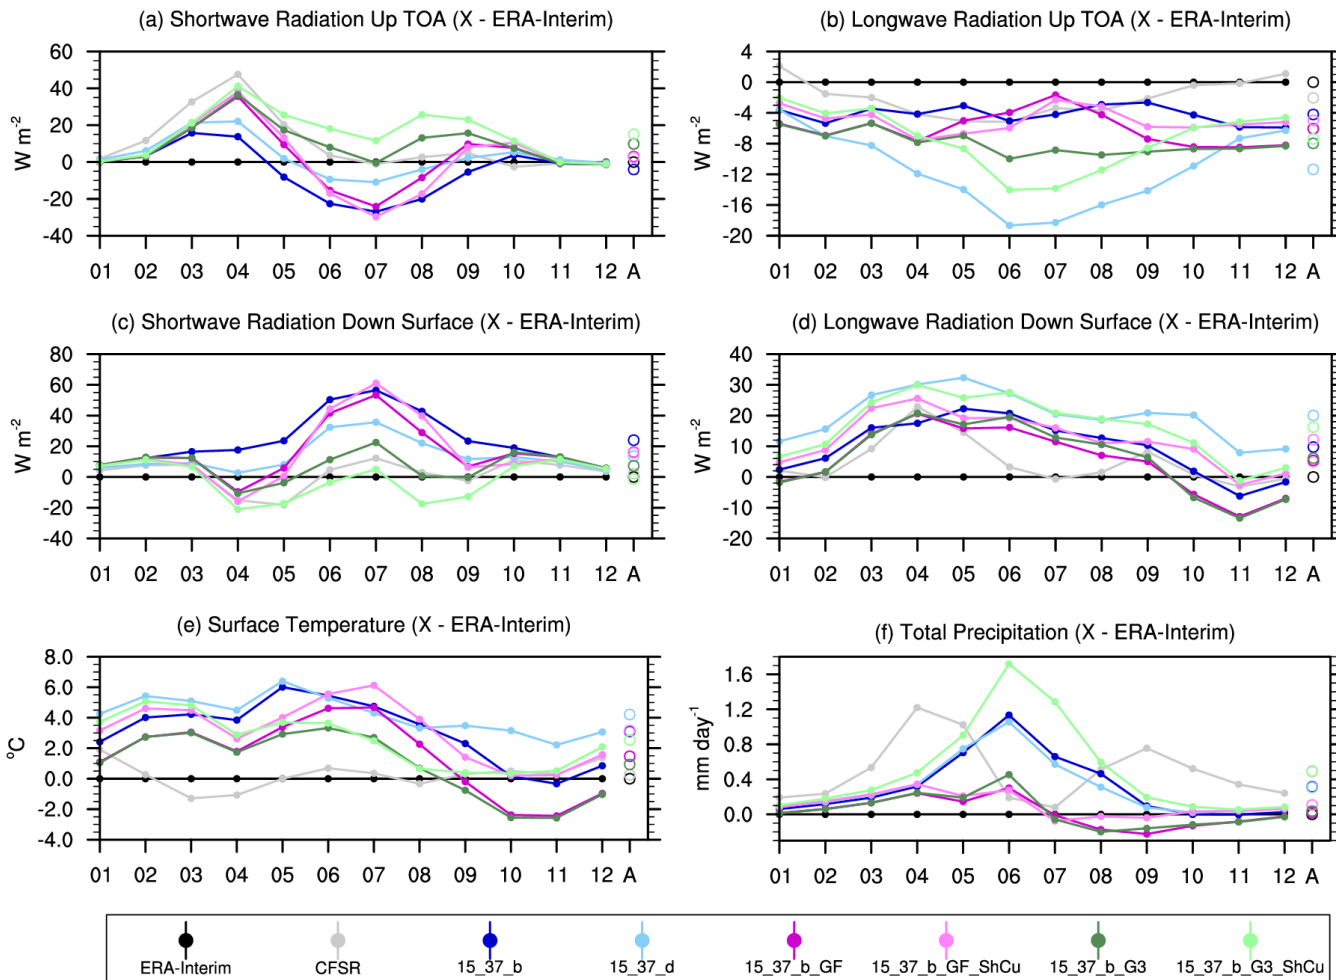 (a) Shortwave Radiation Up TOA (X - ERA-Interim)
60
40
20
0
-20
-40
W m-2
01 02 03 04 05 06 07 08 09 10 11 12 A
(b) Longwave Radiation Up TOA (X - ERA-Interim)
4
0
-4
-8
-12
-16
-20
W m-2
01 02 03 04 05 06 07 08 09 10 11 12 A
(c) Shortwave Radiation Down Surface (X - ERA-Interim)
80
60
40
20
0
-20
-40
W m-2
01 02 03 04 05 06 07 08 09 10 11 12 A
(d) Longwave Radiation Down Surface (X - ERA-Interim)
40
30
20
10
0
-10
-20
W m-2
01 02 03 04 05 06 07 08 09 10 11 12 A
(e) Surface Temperature (X - ERA-Interim)
8.0
6.0
4.0
2.0
0.0
-2.0
-4.0
oC
01 02 03 04 05 06 07 08 09 10 11 12 A
(f) Total Precipitation (X - ERA-Interim)
1.6
1.2
0.8
0.4
0.0
mm day-1
01 02 03 04 05 06 07 08 09 10 11 12 A
ERA-Interim CFSR 15_37_b 15_37_d 15_37_b_GF 15_37_b_GF_ShCu 15_37_b_G3 15_37_b_G3_ShCu